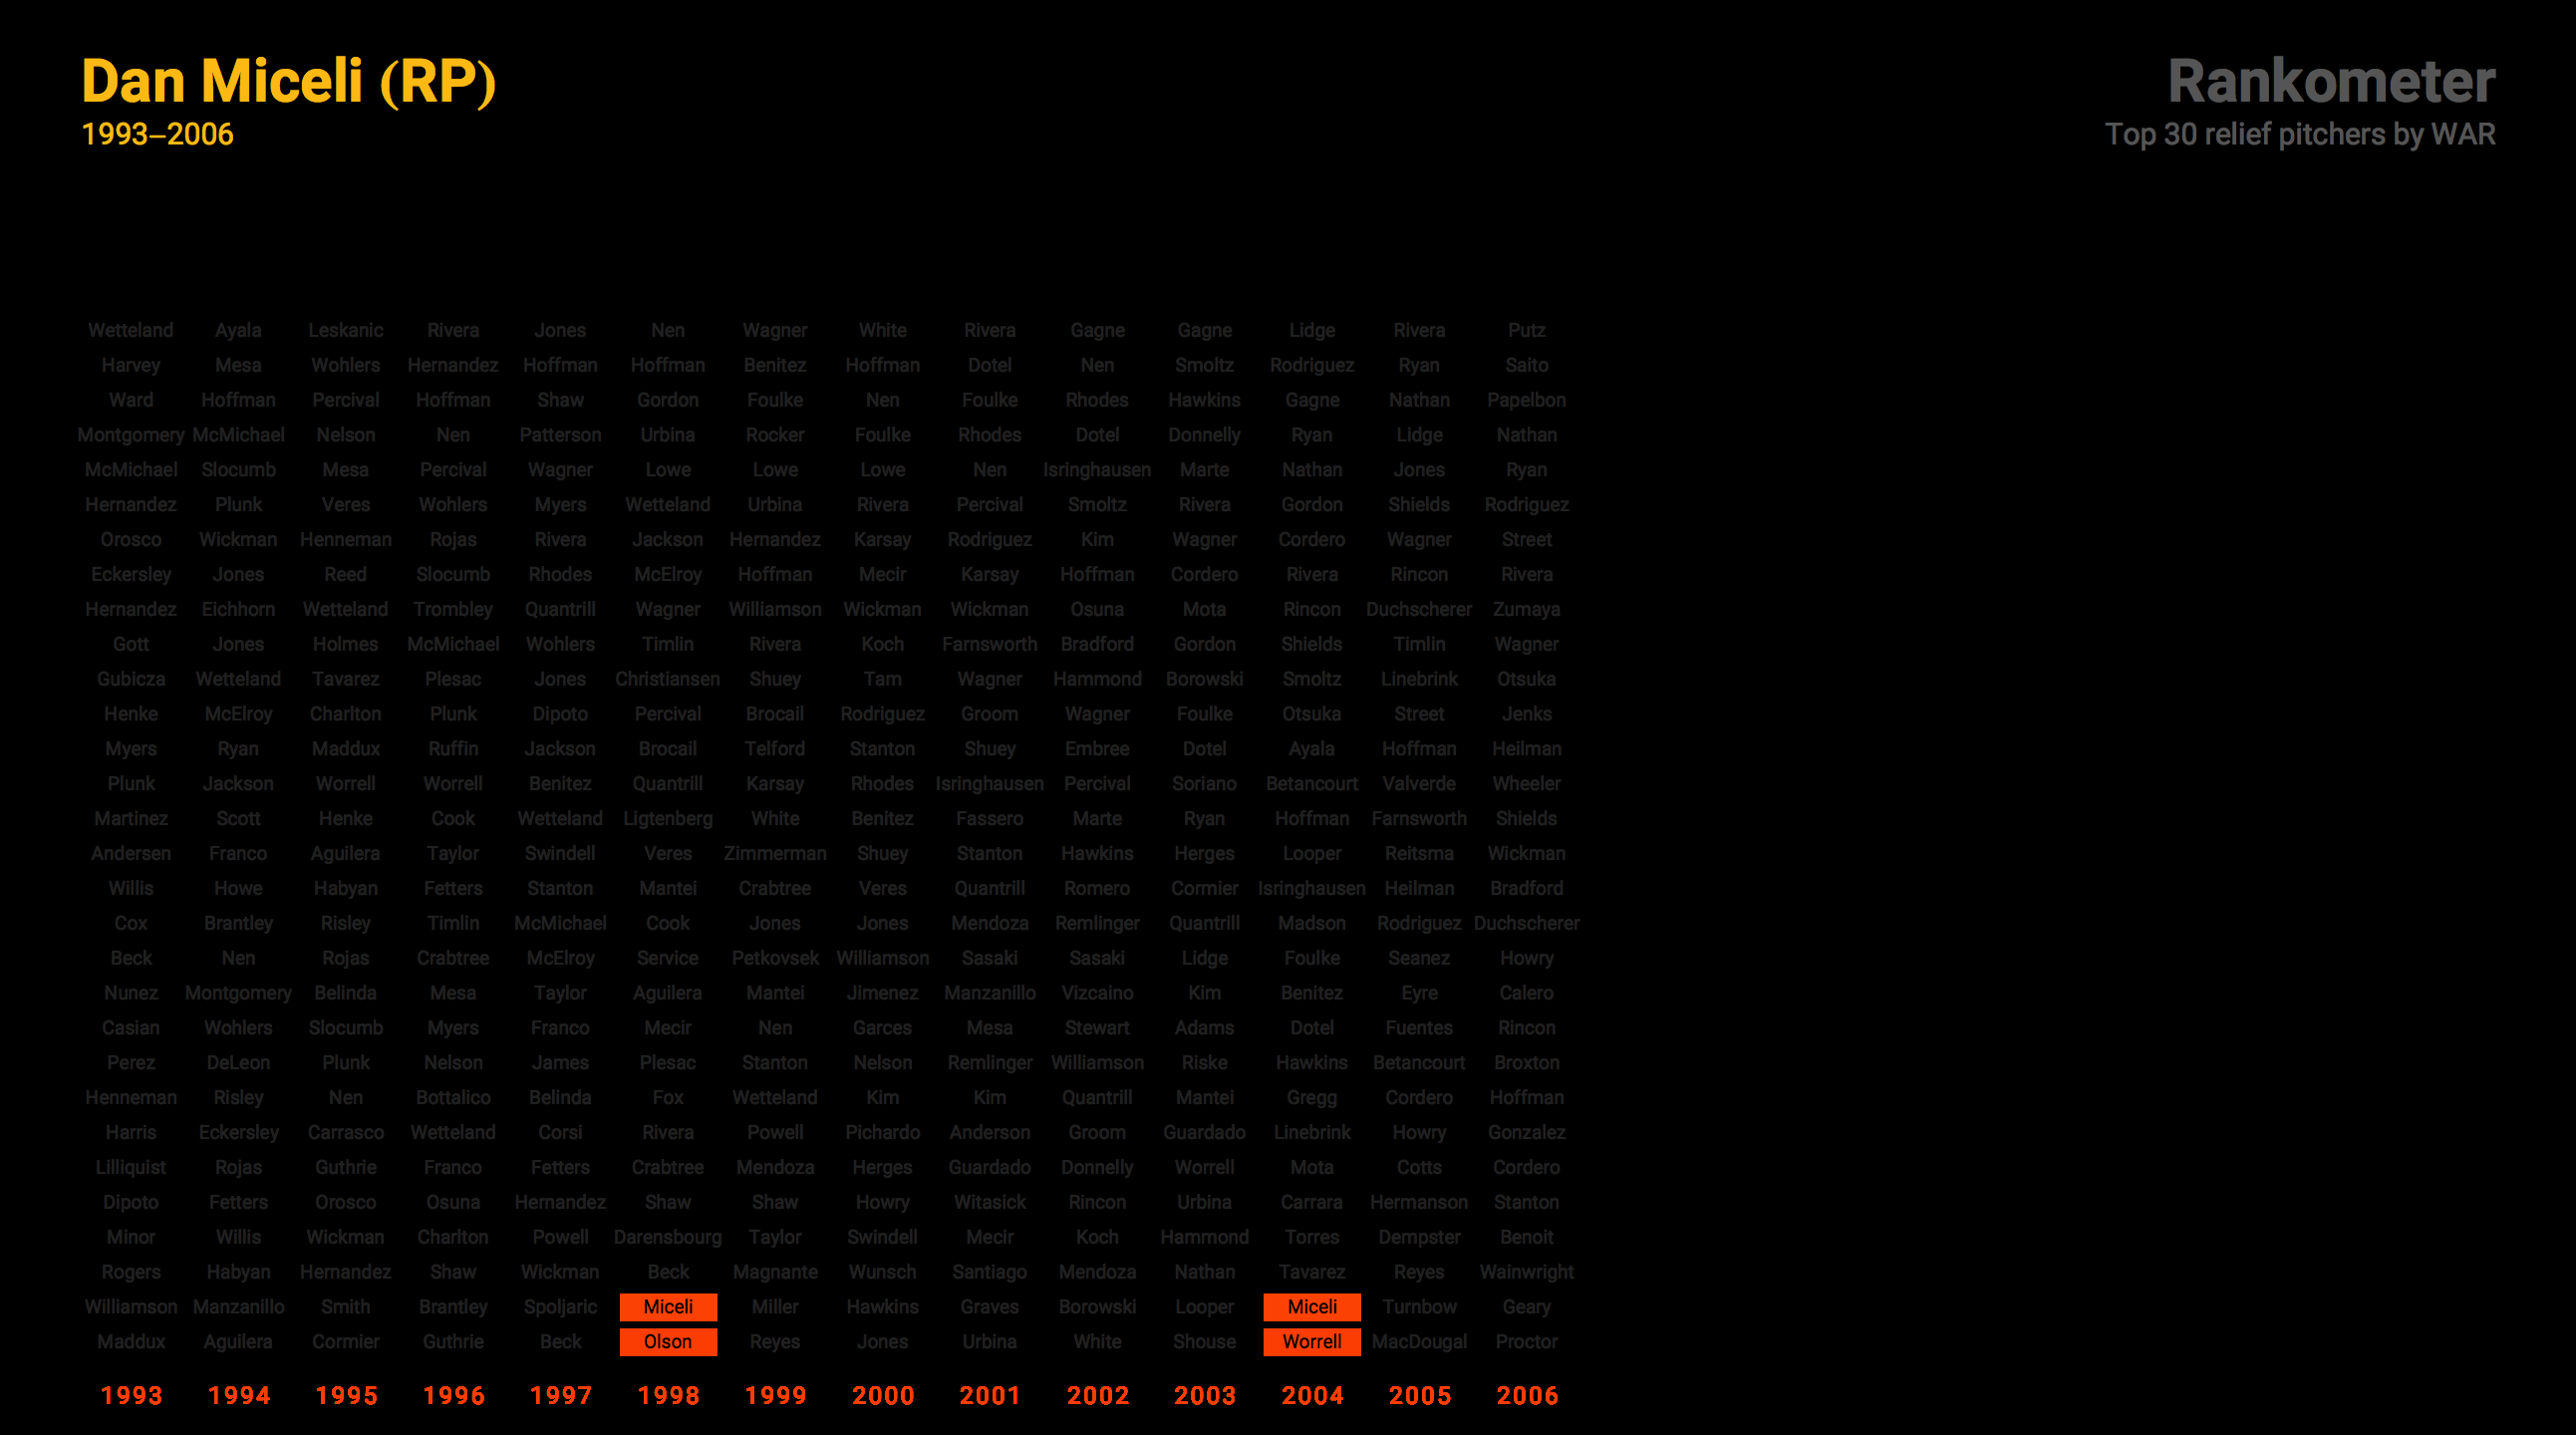 Dan Miceli (RP)
1993–2006
Rankometer
Top 30 relief pitchers by WAR
Wetteland Ayala Leskanic Rivera Jones Nen Wagner White Rivera Gagne Gagne Lidge Rivera Putz
Harvey Mesa Wohlers Hernandez Hoffman Hoffman Benitez Hoffman Dotel Nen Smoltz Rodriguez Ryan Saito
Ward Hoffman Percival Hoffman Shaw Gordon Foulke Nen Foulke Rhodes Hawkins Gagne Nathan Papelbon
Montgomery McMichael Nelson Nen Patterson Urbina Rocker Foulke Rhodes Dotel Donnelly Ryan Lidge Nathan
McMichael Slocumb Mesa Percival Wagner Lowe Lowe Lowe Nen Isringhausen Marte Nathan Jones Ryan
Hernandez Plunk Veres Wohlers Myers Wetteland Urbina Rivera Percival Smoltz Rivera Gordon Shields Rodriguez
Orosco Wickman Henneman Rojas Rivera Jackson Hernandez Karsay Rodriguez Kim Wagner Cordero Wagner Street
Eckersley Jones Reed Slocumb Rhodes McElroy Hoffman Mecir Karsay Hoffman Cordero Rivera Rincon Rivera
Hernandez Eichhorn Wetteland Trombley Quantrill Wagner Williamson Wickman Wickman Osuna Mota Rincon Duchscherer Zumaya
Gott Jones Holmes McMichael Wohlers Timlin Rivera Koch Farnsworth Bradford Gordon Shields Timlin Wagner
Gubicza Wetteland Tavarez Plesac Jones Christiansen Shuey Tam Wagner Hammond Borowski Smoltz Linebrink Otsuka
Henke McElroy Charlton Plunk Dipoto Percival Brocail Rodriguez Groom Wagner Foulke Otsuka Street Jenks
Myers Ryan Maddux Ruffin Jackson Brocail Telford Stanton Shuey Embree Dotel Ayala Hoffman Heilman
Plunk Jackson Worrell Worrell Benitez Quantrill Karsay Rhodes Isringhausen Percival Soriano Betancourt Valverde Wheeler
Martinez Scott Henke Cook Wetteland Ligtenberg White Benitez Fassero Marte Ryan Hoffman Farnsworth Shields
Andersen Franco Aguilera Taylor Swindell Veres Zimmerman Shuey Stanton Hawkins Herges Looper Reitsma Wickman
Willis Howe Habyan Fetters Stanton Mantei Crabtree Veres Quantrill Romero Cormier Isringhausen Heilman Bradford
Cox Brantley Risley Timlin McMichael Cook Jones Jones Mendoza Remlinger Quantrill Madson Rodriguez Duchscherer
Beck Nen Rojas Crabtree McElroy Service Petkovsek Williamson Sasaki Sasaki Lidge Foulke Seanez Howry
Nunez Montgomery Belinda Mesa Taylor Aguilera Mantei Jimenez Manzanillo Vizcaino Kim Benitez Eyre Calero
Casian Wohlers Slocumb Myers Franco Mecir Nen Garces Mesa Stewart Adams Dotel Fuentes Rincon
Perez DeLeon Plunk Nelson James Plesac Stanton Nelson Remlinger Williamson Riske Hawkins Betancourt Broxton
Henneman Risley Nen Bottalico Belinda Fox Wetteland Kim Kim Quantrill Mantei Gregg Cordero Hoffman
Harris Eckersley Carrasco Wetteland Corsi Rivera Powell Pichardo Anderson Groom Guardado Linebrink Howry Gonzalez
Lilliquist Rojas Guthrie Franco Fetters Crabtree Mendoza Herges Guardado Donnelly Worrell Mota Cotts Cordero
Dipoto Fetters Orosco Osuna Hernandez Shaw Shaw Howry Witasick Rincon Urbina Carrara Hermanson Stanton
Minor Willis Wickman Charlton Powell Darensbourg Taylor Swindell Mecir Koch Hammond Torres Dempster Benoit
Rogers Habyan Hernandez Shaw Wickman Beck Magnante Wunsch Santiago Mendoza Nathan Tavarez Reyes Wainwright
Williamson Manzanillo Smith Brantley Spoljaric Miceli Miller Hawkins Graves Borowski Looper Miceli Turnbow Geary
Maddux Aguilera Cormier Guthrie Beck Olson Reyes Jones Urbina White Shouse Worrell MacDougal Proctor
1993 1994 1995 1996 1997 1998 1999 2000 2001 2002 2003 2004 2005 2006